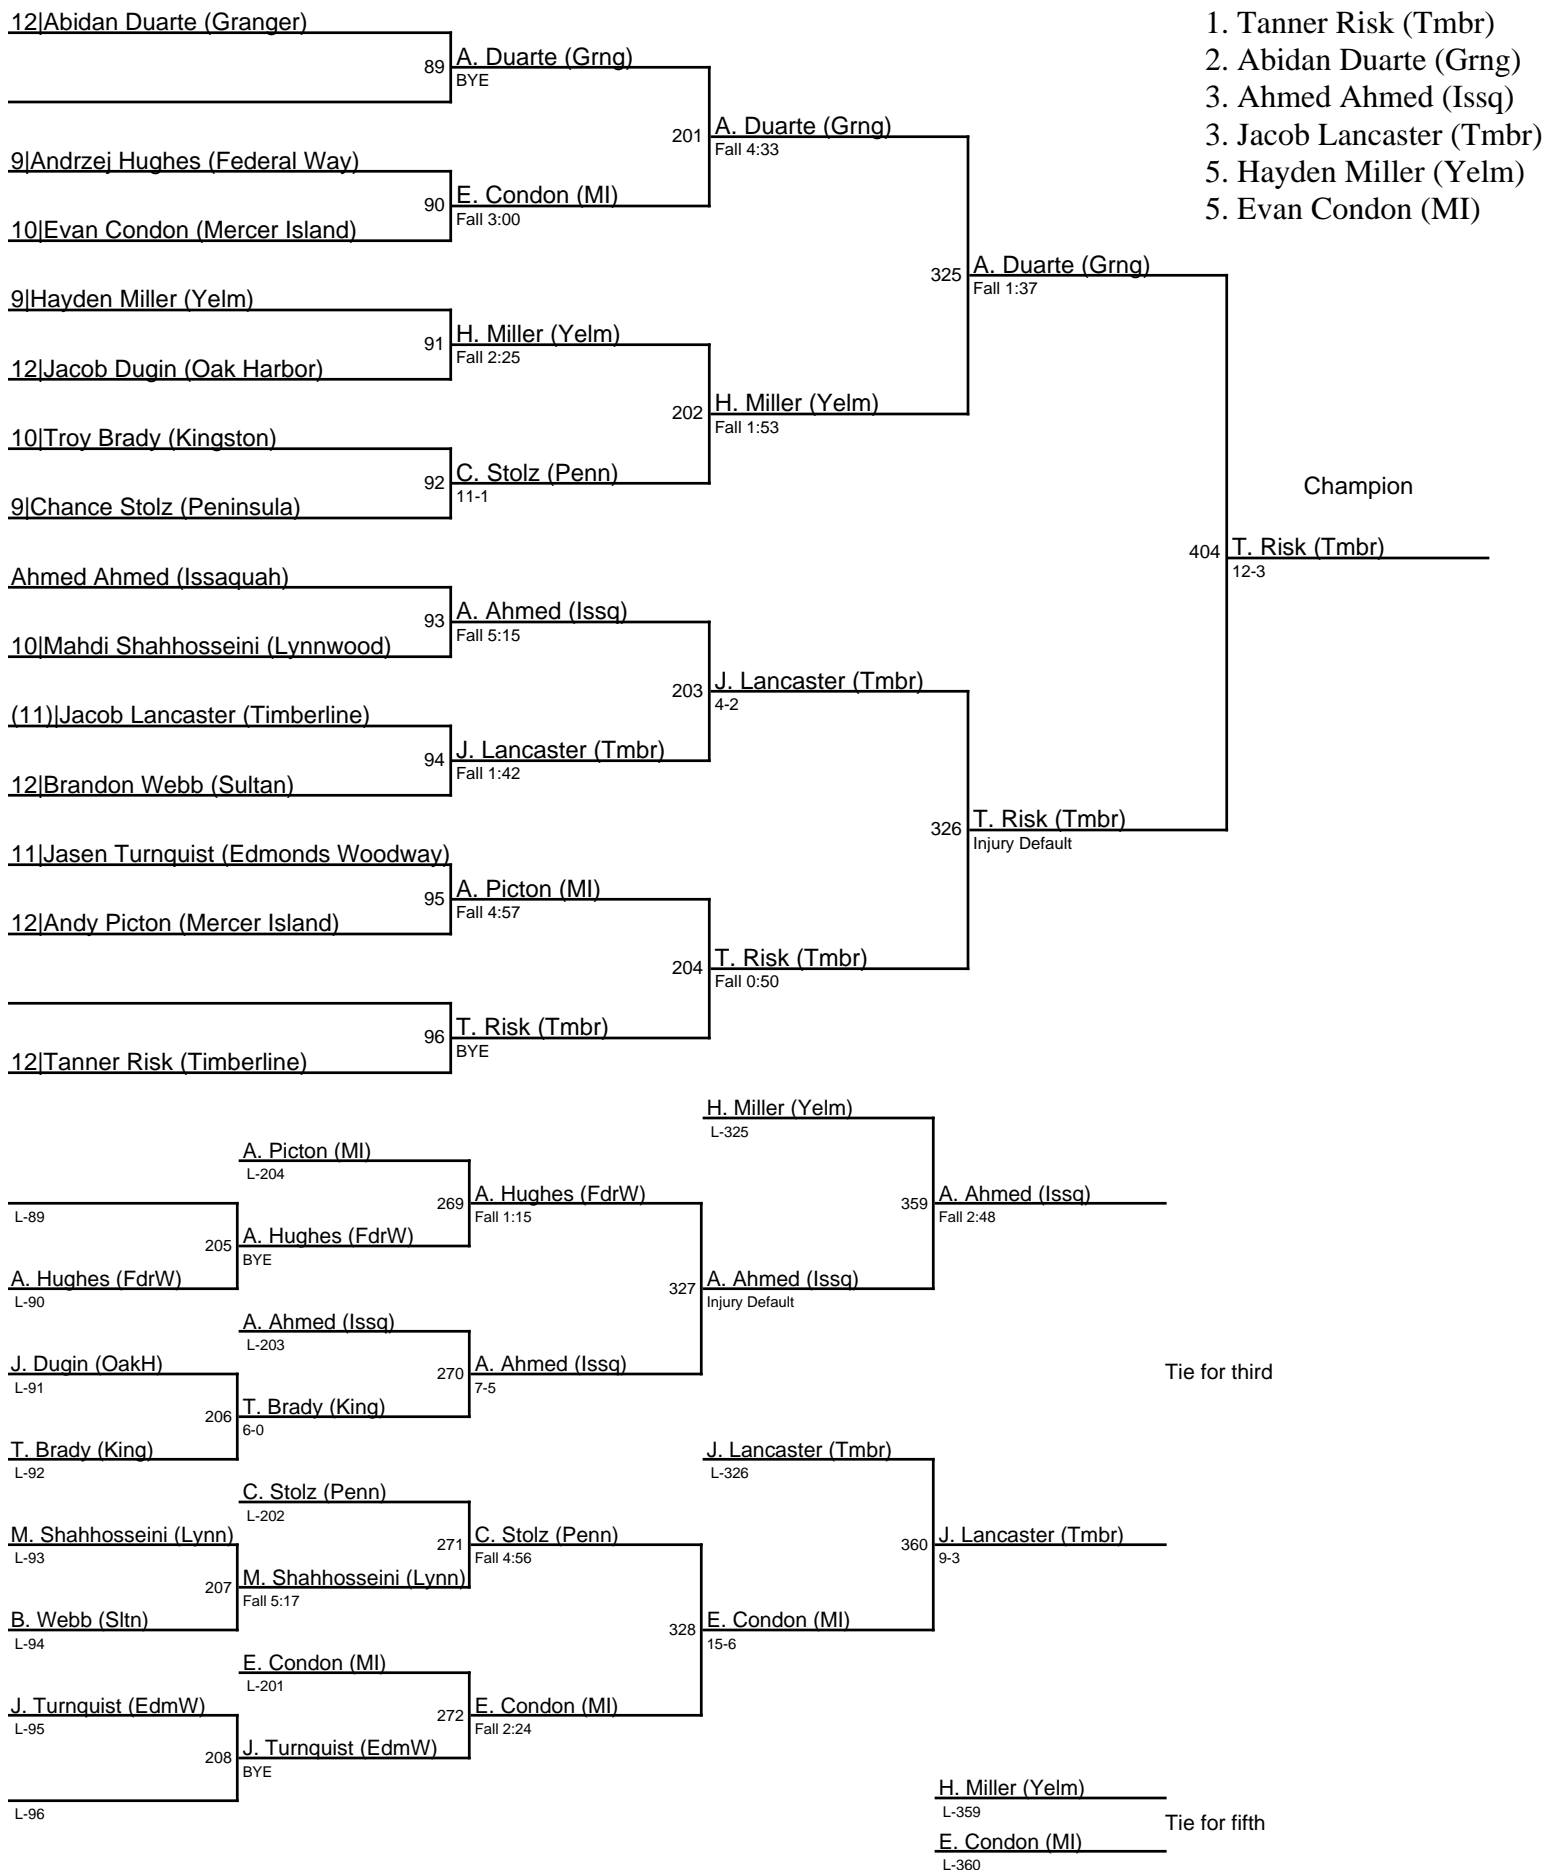 12|Abidan Duarte (Granger)
89
A. Duarte (Grng)
BYE
201
A. Duarte (Grng)
Fall 4:33
9|Andrzej Hughes (Federal Way)
90
E. Condon (MI)
Fall 3:00
10|Evan Condon (Mercer Island)
325
A. Duarte (Grng)
Fall 1:37
9|Hayden Miller (Yelm)
91
H. Miller (Yelm)
Fall 2:25
12|Jacob Dugin (Oak Harbor)
202
H. Miller (Yelm)
Fall 1:53
10|Troy Brady (Kingston)
92
C. Stolz (Penn)
11-1
9|Chance Stolz (Peninsula)
Champion
404
T. Risk (Tmbr)
12-3
Ahmed Ahmed (Issaquah)
93
A. Ahmed (Issq)
Fall 5:15
10|Mahdi Shahhosseini (Lynnwood)
203
J. Lancaster (Tmbr)
4-2
(11)|Jacob Lancaster (Timberline)
94
J. Lancaster (Tmbr)
Fall 1:42
12|Brandon Webb (Sultan)
326
T. Risk (Tmbr)
Injury Default
11|Jasen Turnquist (Edmonds Woodway)
95
A. Picton (MI)
Fall 4:57
12|Andy Picton (Mercer Island)
204
T. Risk (Tmbr)
Fall 0:50
96
T. Risk (Tmbr)
BYE
12|Tanner Risk (Timberline)
1. Tanner Risk (Tmbr)
2. Abidan Duarte (Grng)
3. Ahmed Ahmed (Issq)
3. Jacob Lancaster (Tmbr)
5. Hayden Miller (Yelm)
5. Evan Condon (MI)
H. Miller (Yelm)
L-325
A. Picton (MI)
L-204
269
A. Hughes (FdrW)
Fall 1:15
359
A. Ahmed (Issq)
Fall 2:48
L-89
205
A. Hughes (FdrW)
BYE
A. Hughes (FdrW)
L-90
327
A. Ahmed (Issq)
Injury Default
A. Ahmed (Issq)
L-203
J. Dugin (OakH)
L-91
270
A. Ahmed (Issq)
7-5
Tie for third
206
T. Brady (King)
6-0
T. Brady (King)
L-92
J. Lancaster (Tmbr)
L-326
C. Stolz (Penn)
L-202
M. Shahhosseini (Lynn)
L-93
271
C. Stolz (Penn)
Fall 4:56
360
J. Lancaster (Tmbr)
9-3
207
M. Shahhosseini (Lynn)
Fall 5:17
B. Webb (Sltn)
L-94
328
E. Condon (MI)
15-6
E. Condon (MI)
L-201
J. Turnquist (EdmW)
L-95
272
E. Condon (MI)
Fall 2:24
208
J. Turnquist (EdmW)
BYE
L-96
H. Miller (Yelm)
L-359
Tie for fifth
E. Condon (MI)
L-360